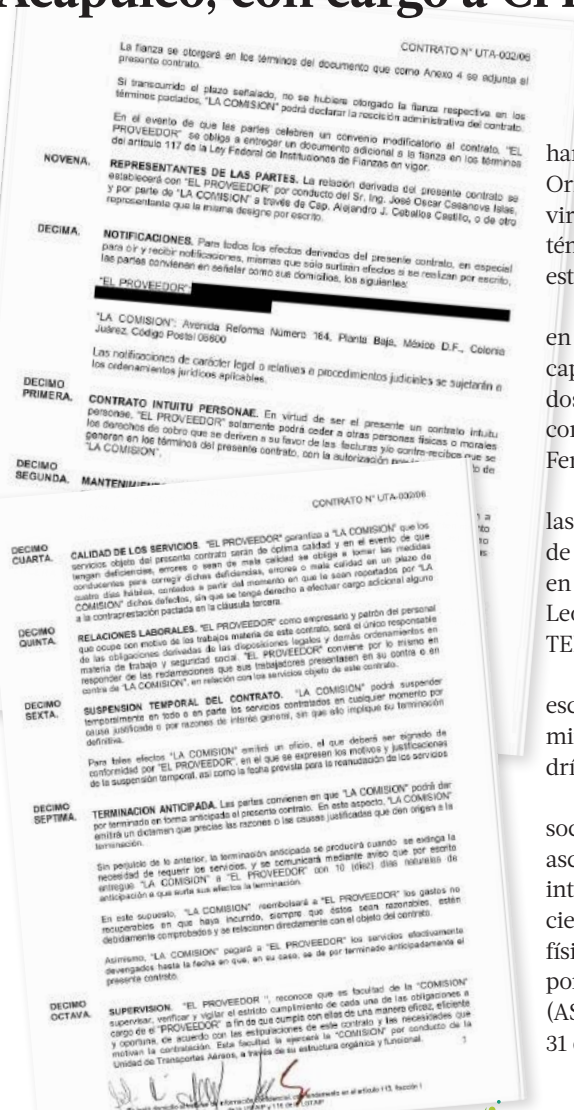 Acapulco, con cargo a
CONTRATO N° UTA-002/06
La fianza se otorgará en los términos del documento que como Anexo 4 se adjunta al
presente contrato.
Si transcurrido el plazo señalado, no se hubiera otorgado la fianza respectiva en los
términos pactados, "LA COMISION" podrá declarar la rescisión administrativa del contrato.
En el evento de que las partes celebren un convenio modificatorio al contrato, "EL
PROVEEDOR" se obliga a entregar un documento adicional a la fianza en los términos
del artículo 117 de la Ley Federal de Instituciones de Fianzas en vigor.
NOVENA. REPRESENTANTES DE LAS PARTES. La relación derivada del presente contrato se
establecerá con "EL PROVEEDOR" por conducto del Sr. Ing. José Oscar Casanova Islas,
y por parte de "LA COMISION" a través de Cap. Alejandro J. Ceballos Castillo, o de otro
representante que la misma designe por escrito.
DECIMA. NOTIFICACIONES. Para todos los efectos derivados del presente contrato, en especial
para oir y recibir notificaciones, mismas que sólo surtirán efectos si se realizan por escrito,
las partes convienen en señalar como sus domicilios, los siguientes:
"EL PROVEEDOR":
"LA COMISION": Avenida Reforma Número 164, Planta Baja, México D.F., Colonia
Juárez, Código Postal 06600
Las notificaciones de carácter legal o relativas a procedimientos judiciales se sujetarán a
los ordenamientos jurídicos aplicables.
DECIMO
PRIMERA. CONTRATO INTUITU PERSONAE. En virtud de ser el presente un contrato intuitu
personae, "EL PROVEEDOR" solamente podrá ceder a otras personas físicas o morales
los derechos de cobro que se deriven a su favor de las facturas y/o contra-recibos que se
generen en los términos del presente contrato, con la autorización de
"LA COMISION".
DECIMO
SEGUNDA.
CONTRATO N° UTA-002/06
DECIMO
CUARTA. CALIDAD DE LOS SERVICIOS. "EL PROVEEDOR" garantiza a "LA COMISION" que los
servicios objeto del presente contrato serán de óptima calidad y en el evento de que
tengan deficiencias, errores o sean de mala calidad se obliga a tomar las medidas
conducentes para corregir dichas deficiencias, errores o mala calidad en un plazo de
cuatro días hábiles, contados a partir del momento en que le sean reportados por "LA
COMISION" dichos defectos, sin que se tenga derecho a efectuar cargo adicional alguno
a la contraprestación pactada en la cláusula tercera.
DECIMO
QUINTA. RELACIONES LABORALES. "EL PROVEEDOR" como empresario y patrón del personal
que ocupe con motivo de los trabajos materia de este contrato, será el único responsable
de las obligaciones derivadas de las disposiciones legales y demás ordenamientos en
materia de trabajo y seguridad social. "EL PROVEEDOR" conviene por lo mismo en
responder de las reclamaciones que sus trabajadores presentasen en su contra o en
contra de "LA COMISION", en relación con los servicios objeto de este contrato.
DECIMO
SEXTA. SUSPENSION TEMPORAL DEL CONTRATO. "LA COMISION" podrá suspender
temporalmente en todo o en parte los servicios contratados en cualquier momento por
causa justificada o por razones de interés general, sin que ello implique su terminación
definitiva.
Para tales efectos "LA COMISION" emitirá un oficio, el que deberá ser signado de
conformidad por "EL PROVEEDOR", en el que se expresen los motivos y justificaciones
de la suspensión temporal, así como la fecha prevista para la reanudación de los servicios
DECIMO
SEPTIMA. TERMINACION ANTICIPADA. Las partes convienen en que "LA COMISION" podrá dar
por terminado en forma anticipada el presente contrato. En este aspecto, "LA COMISION"
emitirá un dictamen que precise las razones o las causas justificadas que den origen a la
terminación.
Sin perjuicio de lo anterior, la terminación anticipada se producirá cuando se extinga la
necesidad de requerir los servicios, y se comunicará mediante aviso que por escrito
entregue "LA COMISION" a "EL PROVEEDOR" con 10 (diez) días naturales de
anticipación a que surta sus efectos la terminación.
En este supuesto, "LA COMISION" reembolsará a "EL PROVEEDOR" los gastos no
recuperables en que haya incurrido, siempre que éstos sean razonables, estén
debidamente comprobados y se relacionen directamente con el objeto del contrato.
Asimismo, "LA COMISION" pagará a "EL PROVEEDOR" los servicios efectivamente
devengados hasta la fecha en que, en su caso, se de por terminado anticipadamente el
presente contrato.
DECIMO
OCTAVA. SUPERVISION. "EL PROVEEDOR ", reconoce que es facultad de la "COMISION"
supervisar, verificar y vigilar el estricto cumplimiento de cada una de las obligaciones a
cargo de el "PROVEEDOR" a fin de que cumpla con ellas de una manera eficaz, eficiente
y oportuna, de acuerdo con las estipulaciones de este contrato y las necesidades que
motivan la contratación. Esta facultad la ejercerá la "COMISION" por conducto de la
Unidad de Transportes Aéreos, a través de su estructura orgánica y funcional.
en
cap
dos
las
de
en
TE
esc
31